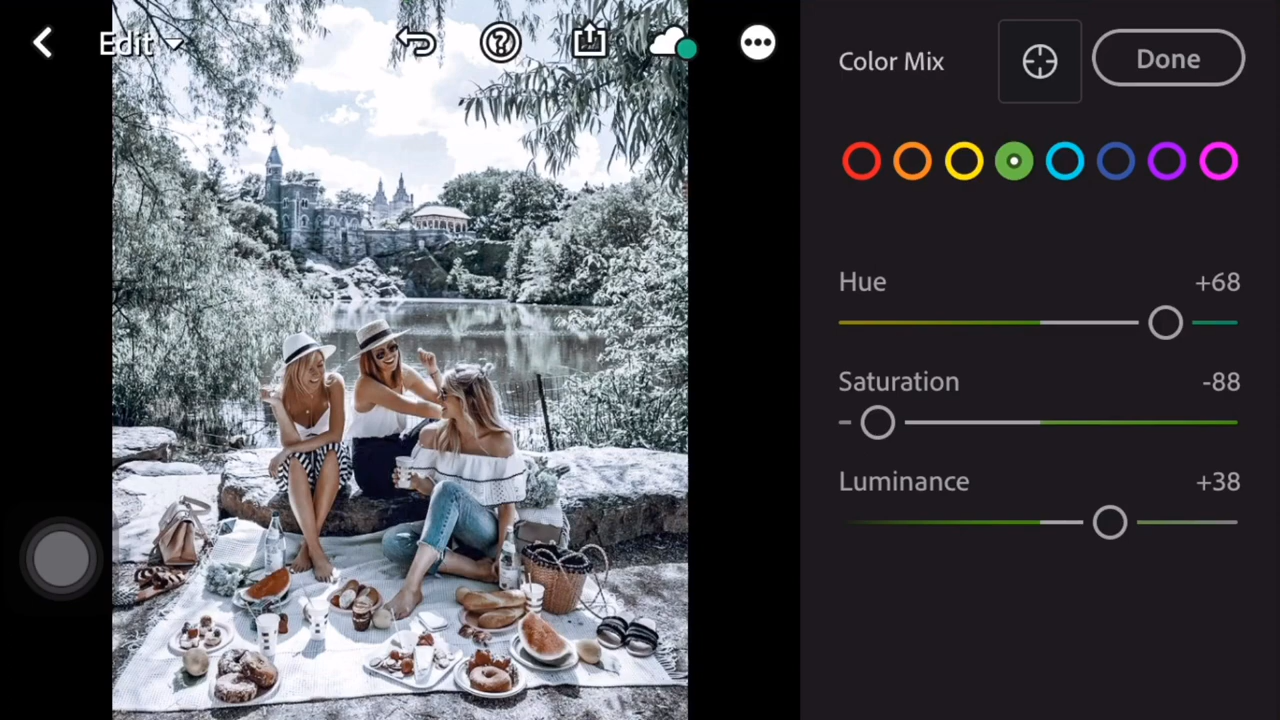 Edit
?
Color Mix
Done
Hue +68
Saturation -88
Luminance +38